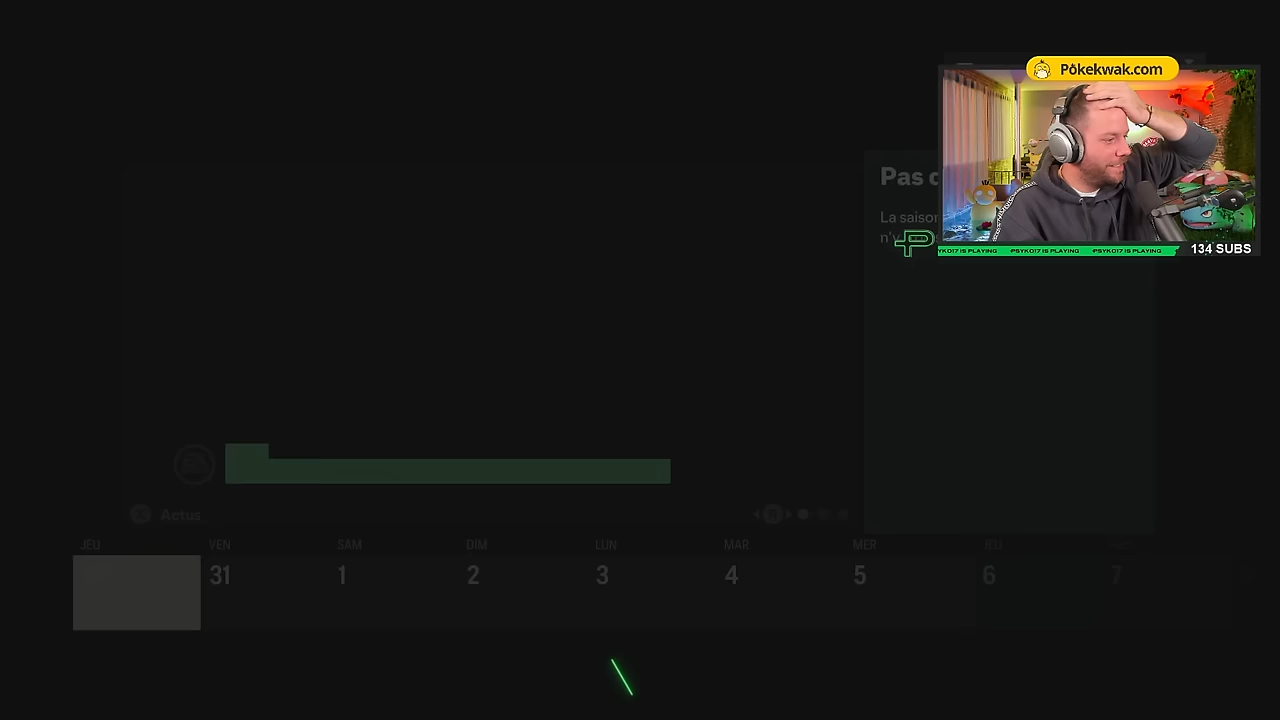 Pokekwak.com
Pas d
La saison
n'y
PSYKO17 IS PLAYING
PSYKO17 IS PLAYING
PSYKO17 IS PLAYING
134 SUBS
Actus
R
JEU
VEN
SAM
DIM
LUN
MAR
MER
JEU
31
1
2
3
4
5
6
7